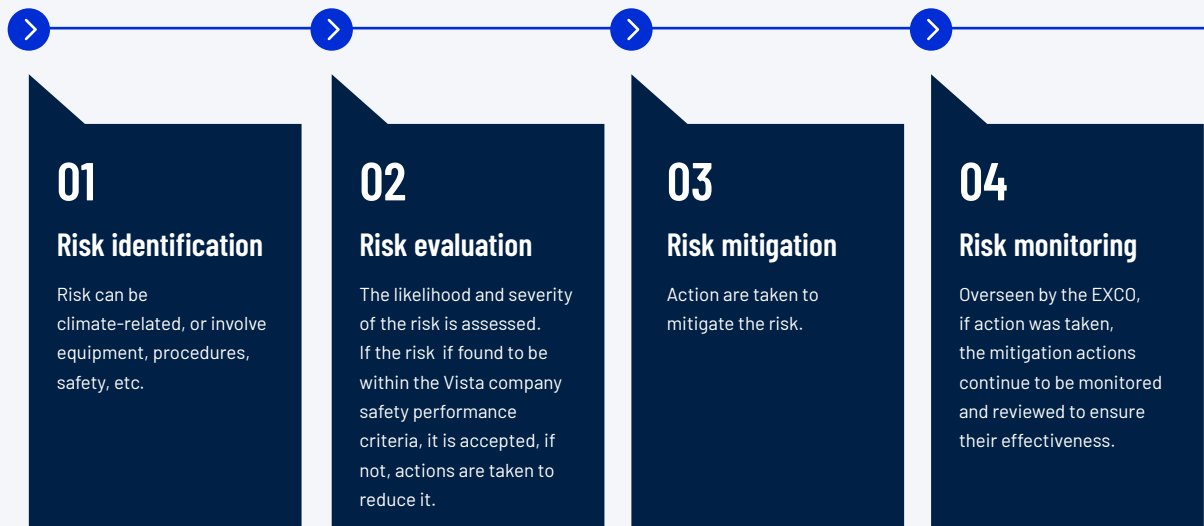 01
Risk identification
Risk can be
climate-related, or involve
equipment, procedures,
safety, etc.
02
Risk evaluation
The likelihood and severity
of the risk is assessed.
If the risk  if found to be
within the Vista company
safety performance
criteria, it is accepted, if
not, actions are taken to
reduce it.
03
Risk mitigation
Action are taken to
mitigate the risk.
04
Risk monitoring
Overseen by the EXCO,
if action was taken,
the mitigation actions
continue to be monitored
and reviewed to ensure
their effectiveness.